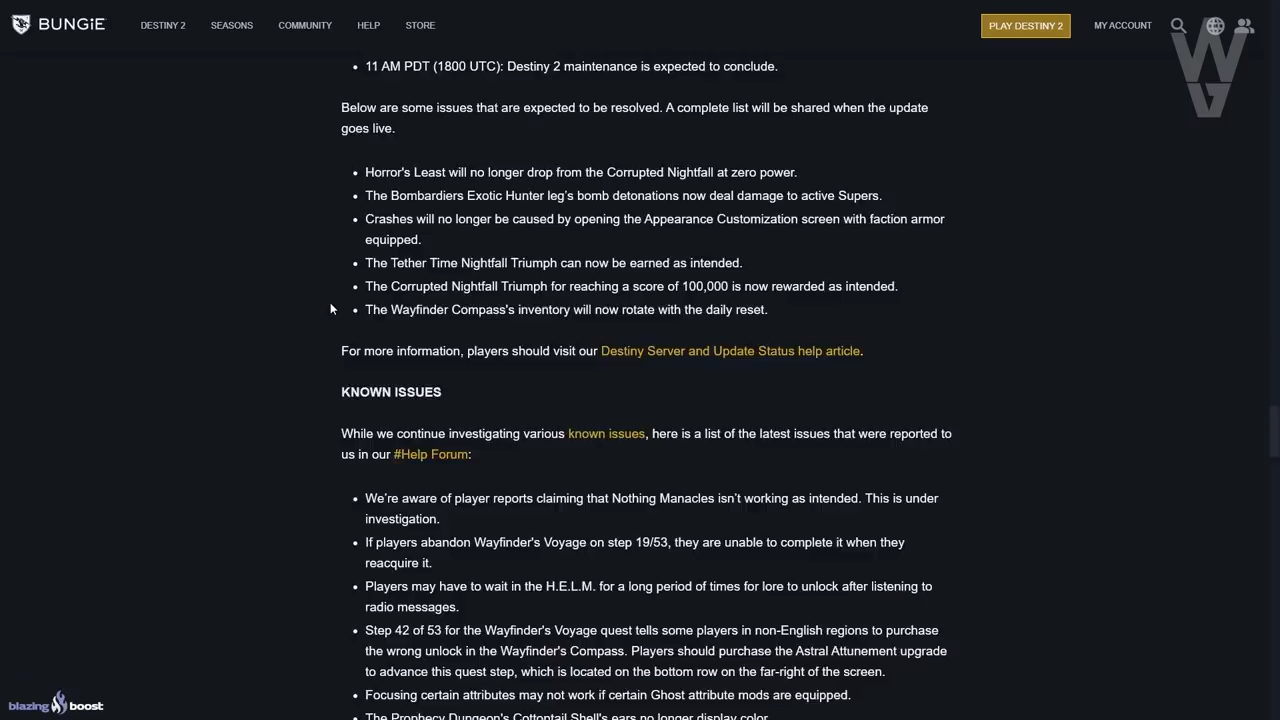 BUNGiE
DESTINY 2
SEASONS
COMMUNITY
HELP
STORE
PLAY DESTINY 2
MY ACCOUNT
• 11 AM PDT (1800 UTC): Destiny 2 maintenance is expected to conclude.
Below are some issues that are expected to be resolved. A complete list will be shared when the update
goes live.
• Horror's Least will no longer drop from the Corrupted Nightfall at zero power.
• The Bombardiers Exotic Hunter leg’s bomb detonations now deal damage to active Supers.
• Crashes will no longer be caused by opening the Appearance Customization screen with faction armor
equipped.
• The Tether Time Nightfall Triumph can now be earned as intended.
• The Corrupted Nightfall Triumph for reaching a score of 100,000 is now rewarded as intended.
• The Wayfinder Compass's inventory will now rotate with the daily reset.
For more information, players should visit our Destiny Server and Update Status help article.
KNOWN ISSUES
While we continue investigating various known issues, here is a list of the latest issues that were reported to
us in our #Help Forum:
• We’re aware of player reports claiming that Nothing Manacles isn’t working as intended. This is under
investigation.
• If players abandon Wayfinder's Voyage on step 19/53, they are unable to complete it when they
reacquire it.
• Players may have to wait in the H.E.L.M. for a long period of times for lore to unlock after listening to
radio messages.
• Step 42 of 53 for the Wayfinder's Voyage quest tells some players in non-English regions to purchase
the wrong unlock in the Wayfinder's Compass. Players should purchase the Astral Attunement upgrade
to advance this quest step, which is located on the bottom row on the far-right of the screen.
• Focusing certain attributes may not work if certain Ghost attribute mods are equipped.
• The Prophecy Dungeon's Cottontail Shell's ears no longer display color.
blazing boost